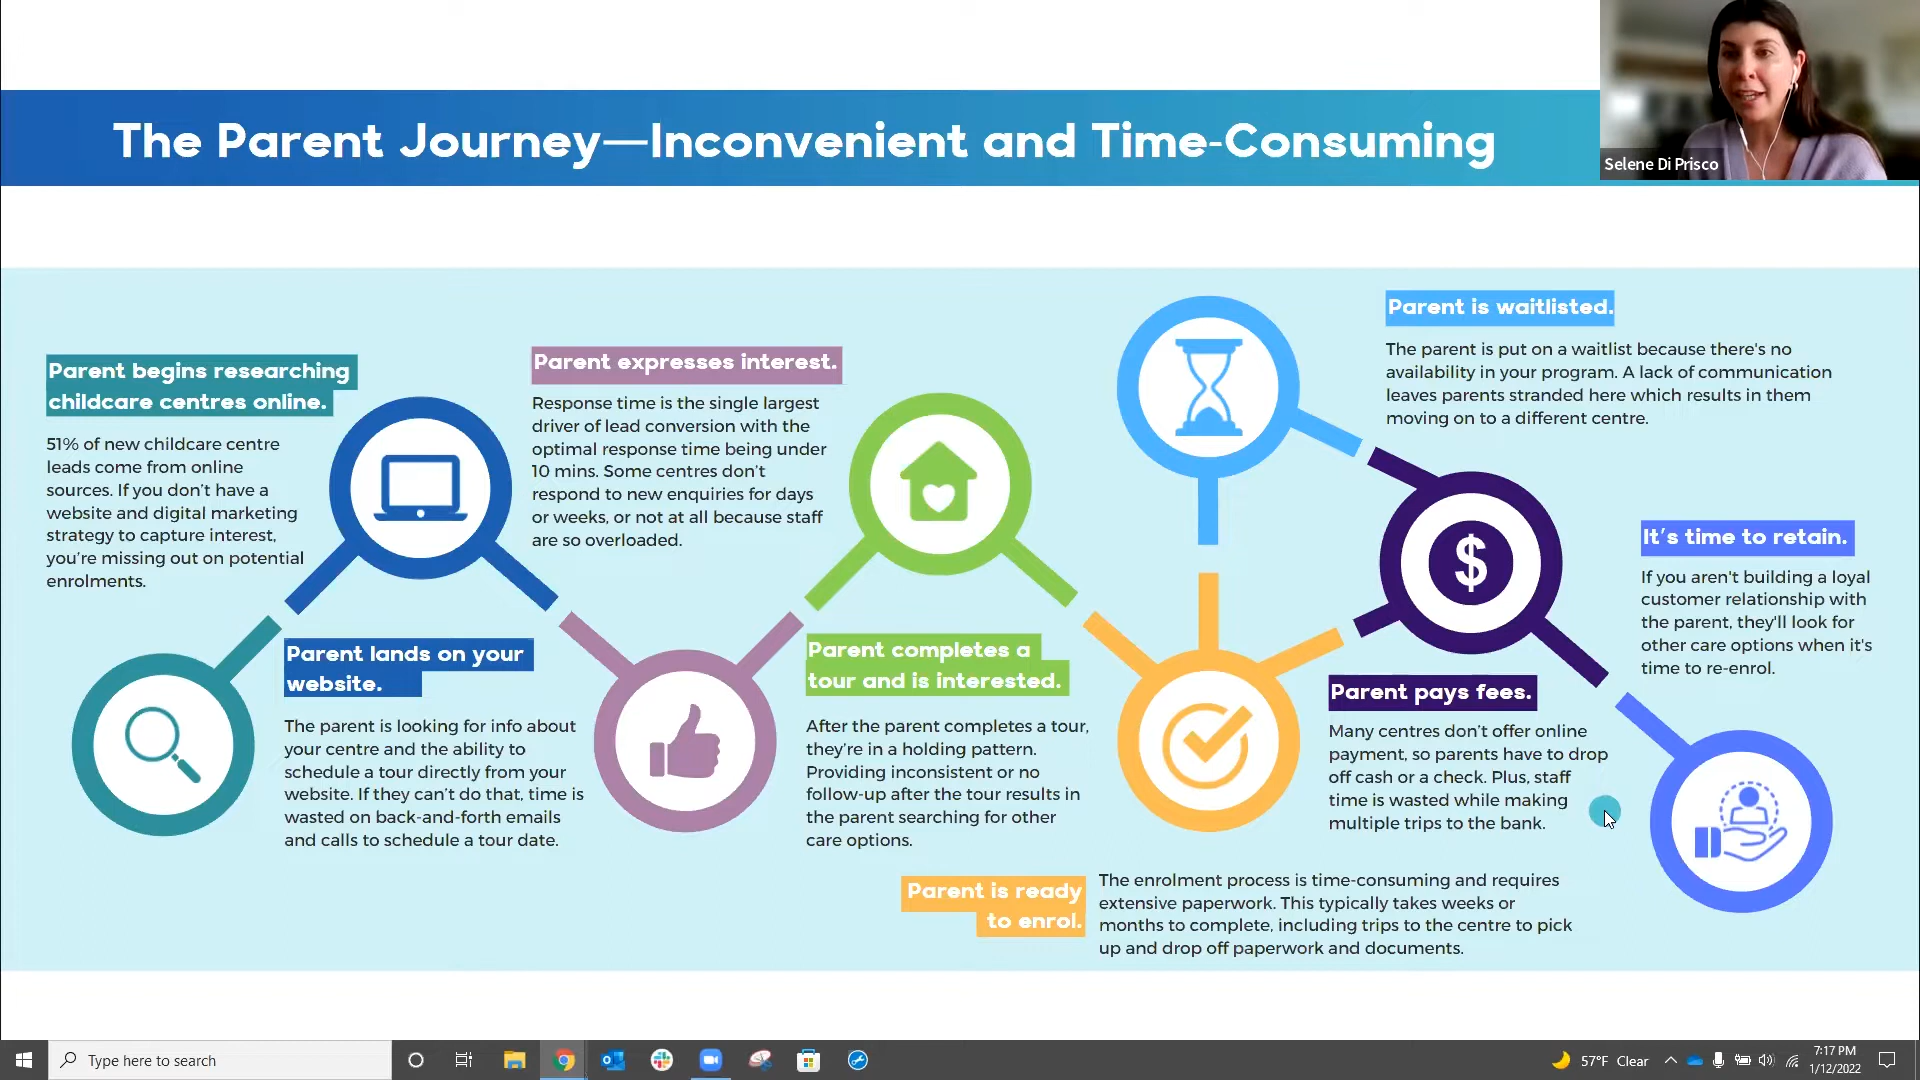 The Parent Journey—Inconvenient and Time-Consuming
Selene Di Prisco
Parent begins researching
childcare centres online.
51% of new childcare centre
leads come from online
sources. If you don't have a
website and digital marketing
strategy to capture interest,
you're missing out on potential
enrolments.
Parent lands on your
website.
The parent is looking for info about
your centre and the ability to
schedule a tour directly from your
website. If they can't do that, time is
wasted on back-and-forth emails
and calls to schedule a tour date.
Parent expresses interest.
Response time is the single largest
driver of lead conversion with the
optimal response time being under
10 mins. Some centres don't
respond to new enquiries for days
or weeks, or not at all because staff
are so overloaded.
Parent completes a
tour and is interested.
After the parent completes a tour,
they're in a holding pattern.
Providing inconsistent or no
follow-up after the tour results in
the parent searching for other
care options.
Parent is ready
to enrol.
The enrolment process is time-consuming and requires
extensive paperwork. This typically takes weeks or
months to complete, including trips to the centre to pick
up and drop off paperwork and documents.
Parent is waitlisted.
The parent is put on a waitlist because there's no
availability in your program. A lack of communication
leaves parents stranded here which results in them
moving on to a different centre.
$
Parent pays fees.
Many centres don't offer online
payment, so parents have to drop
off cash or a check. Plus, staff
time is wasted while making
multiple trips to the bank.
It's time to retain.
If you aren't building a loyal
customer relationship with
the parent, they'll look for
other care options when it's
time to re-enrol.
Type here to search
57°F Clear
7:17 PM
1/12/2022